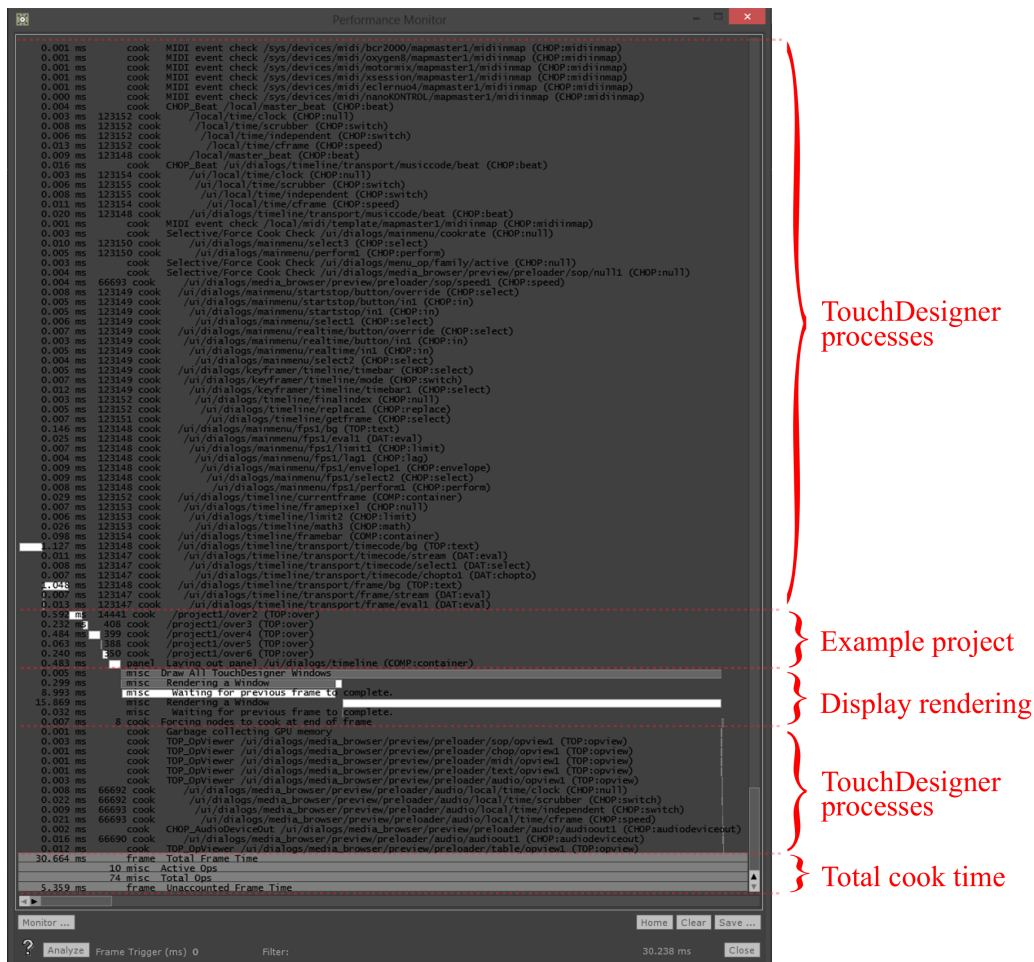 Performance Monitor
0.001 ms cook MIDI event check /sys/devices/midi/bcr2000/mapmaster1/midiinmap (CHOP:midiinmap)
0.001 ms cook MIDI event check /sys/devices/midi/oxygen8/mapmaster1/midiinmap (CHOP:midiinmap)
0.001 ms cook MIDI event check /sys/devices/midi/motormix/mapmaster1/midiinmap (CHOP:midiinmap)
0.001 ms cook MIDI event check /sys/devices/midi/xsession/mapmaster1/midiinmap (CHOP:midiinmap)
0.001 ms cook MIDI event check /sys/devices/midi/eclernuo4/mapmaster1/midiinmap (CHOP:midiinmap)
0.000 ms cook MIDI event check /sys/devices/midi/nanoKONTROL/mapmaster1/midiinmap (CHOP:midiinmap)
0.004 ms cook CHOP_Beat /local/master_beat (CHOP:beat)
0.003 ms 123152 cook /local/time/clock (CHOP:null)
0.008 ms 123152 cook /local/time/scrubber (CHOP:switch)
0.006 ms 123152 cook /local/time/independent (CHOP:switch)
0.013 ms 123152 cook /local/time/cframe (CHOP:speed)
0.009 ms 123148 cook /local/master_beat (CHOP:beat)
0.016 ms cook CHOP_Beat /ui/dialogs/timeline/transport/musiccode/beat (CHOP:beat)
0.003 ms 123154 cook /ui/local/time/clock (CHOP:null)
0.006 ms 123155 cook /ui/local/time/scrubber (CHOP:switch)
0.008 ms 123155 cook /ui/local/time/independent (CHOP:switch)
0.011 ms 123154 cook /ui/local/time/cframe (CHOP:speed)
0.020 ms 123148 cook /ui/dialogs/timeline/transport/musiccode/beat (CHOP:beat)
0.001 ms cook MIDI event check /local/midi/template/mapmaster1/midiinmap (CHOP:midiinmap)
0.003 ms cook Selective/Force Cook Check /ui/dialogs/mainmenu/cookrate (CHOP:null)
0.010 ms 123150 cook /ui/dialogs/mainmenu/select3 (CHOP:select)
0.005 ms 123150 cook /ui/dialogs/mainmenu/perform1 (CHOP:perform)
0.003 ms cook Selective/Force Cook Check /ui/dialogs/menu_op/family/active (CHOP:null)
0.004 ms cook Selective/Force Cook Check /ui/dialogs/media_browser/preview/preloader/sop/null1 (CHOP:null)
0.004 ms 66693 cook /ui/dialogs/media_browser/preview/preloader/sop/speed1 (CHOP:speed)
0.008 ms 123149 cook /ui/dialogs/mainmenu/startstop/button/override (CHOP:select)
0.005 ms 123149 cook /ui/dialogs/mainmenu/startstop/button/in1 (CHOP:in)
0.005 ms 123149 cook /ui/dialogs/mainmenu/startstop/in1 (CHOP:in)
0.006 ms 123149 cook /ui/dialogs/mainmenu/select1 (CHOP:select)
0.007 ms 123149 cook /ui/dialogs/mainmenu/realtime/button/override (CHOP:select)
0.003 ms 123149 cook /ui/dialogs/mainmenu/realtime/button/in1 (CHOP:in)
0.005 ms 123149 cook /ui/dialogs/mainmenu/realtime/in1 (CHOP:in)
0.004 ms 123149 cook /ui/dialogs/mainmenu/select2 (CHOP:select)
0.005 ms 123149 cook /ui/dialogs/keyframer/timeline/timebar (CHOP:select)
0.007 ms 123149 cook /ui/dialogs/keyframer/timeline/mode (CHOP:switch)
0.012 ms 123149 cook /ui/dialogs/keyframer/timeline/timebar1 (CHOP:select)
0.003 ms 123152 cook /ui/dialogs/timeline/finalindex (CHOP:null)
0.005 ms 123152 cook /ui/dialogs/timeline/replace1 (CHOP:replace)
0.007 ms 123151 cook /ui/dialogs/timeline/getframe (CHOP:select)
0.146 ms 123148 cook /ui/dialogs/mainmenu/fps1/bg (TOP:text)
0.025 ms 123148 cook /ui/dialogs/mainmenu/fps1/eval1 (DAT:eval)
0.007 ms 123148 cook /ui/dialogs/mainmenu/fps1/limit1 (CHOP:limit)
0.004 ms 123148 cook /ui/dialogs/mainmenu/fps1/lag1 (CHOP:lag)
0.009 ms 123148 cook /ui/dialogs/mainmenu/fps1/envelope1 (CHOP:envelope)
0.009 ms 123148 cook /ui/dialogs/mainmenu/fps1/select2 (CHOP:select)
0.008 ms 123148 cook /ui/dialogs/mainmenu/fps1/perform1 (CHOP:perform)
0.029 ms 123152 cook /ui/dialogs/timeline/currentframe (COMP:container)
0.007 ms 123153 cook /ui/dialogs/timeline/framepixel (CHOP:null)
0.006 ms 123153 cook /ui/dialogs/timeline/limit2 (CHOP:limit)
0.026 ms 123153 cook /ui/dialogs/timeline/math3 (CHOP:math)
0.098 ms 123154 cook /ui/dialogs/timeline/framebar (COMP:container)
1.127 ms 123148 cook /ui/dialogs/timeline/transport/timecode/bg (TOP:text)
0.011 ms 123147 cook /ui/dialogs/timeline/transport/timecode/stream (DAT:eval)
0.008 ms 123147 cook /ui/dialogs/timeline/transport/timecode/select1 (DAT:select)
0.007 ms 123147 cook /ui/dialogs/timeline/transport/timecode/chopto1 (DAT:chopto)
1.048 ms 123148 cook /ui/dialogs/timeline/transport/frame/bg (TOP:text)
0.007 ms 123147 cook /ui/dialogs/timeline/transport/frame/stream (DAT:eval)
0.013 ms 123147 cook /ui/dialogs/timeline/transport/frame/eval1 (DAT:eval)
0.592 ms 14441 cook /project1/over2 (TOP:over)
0.232 ms 408 cook /project1/over3 (TOP:over)
0.484 ms 399 cook /project1/over4 (TOP:over)
0.063 ms 388 cook /project1/over5 (TOP:over)
0.240 ms 350 cook /project1/over6 (TOP:over)
0.483 ms panel Laying out panel /ui/dialogs/timeline (COMP:container)
0.005 ms misc Draw All TouchDesigner Windows
0.299 ms misc Rendering a Window
8.993 ms misc Waiting for previous frame to complete.
15.869 ms misc Rendering a Window
0.032 ms misc Waiting for previous frame to complete.
0.007 ms 8 cook Forcing nodes to cook at end of frame
0.001 ms cook Garbage collecting GPU memory
0.003 ms cook TOP_OpViewer /ui/dialogs/media_browser/preview/preloader/sop/opview1 (TOP:opview)
0.001 ms cook TOP_OpViewer /ui/dialogs/media_browser/preview/preloader/chop/opview1 (TOP:opview)
0.001 ms cook TOP_OpViewer /ui/dialogs/media_browser/preview/preloader/midi/opview1 (TOP:opview)
0.001 ms cook TOP_OpViewer /ui/dialogs/media_browser/preview/preloader/text/opview1 (TOP:opview)
0.003 ms cook TOP_OpViewer /ui/dialogs/media_browser/preview/preloader/audio/opview1 (TOP:opview)
0.008 ms 66692 cook /ui/dialogs/media_browser/preview/preloader/audio/local/time/clock (CHOP:null)
0.022 ms 66692 cook /ui/dialogs/media_browser/preview/preloader/audio/local/time/scrubber (CHOP:switch)
0.009 ms 66693 cook /ui/dialogs/media_browser/preview/preloader/audio/local/time/independent (CHOP:switch)
0.021 ms 66693 cook /ui/dialogs/media_browser/preview/preloader/audio/local/time/cframe (CHOP:speed)
0.002 ms cook CHOP_AudioDeviceOut /ui/dialogs/media_browser/preview/preloader/audio/audioout1 (CHOP:audiodeviceout)
0.016 ms 66690 cook /ui/dialogs/media_browser/preview/preloader/audio/audioout1 (CHOP:audiodeviceout)
0.012 ms cook TOP_OpViewer /ui/dialogs/media_browser/preview/preloader/table/opview1 (TOP:opview)
30.664 ms frame Total Frame Time
10 misc Active Ops
74 misc Total Ops
5.359 ms frame Unaccounted Frame Time
Monitor ... Home Clear Save ...
? Analyze Frame Trigger (ms) 0 Filter: 30.238 ms Close
TouchDesigner
processes
Example project
Display rendering
TouchDesigner
processes
Total cook time